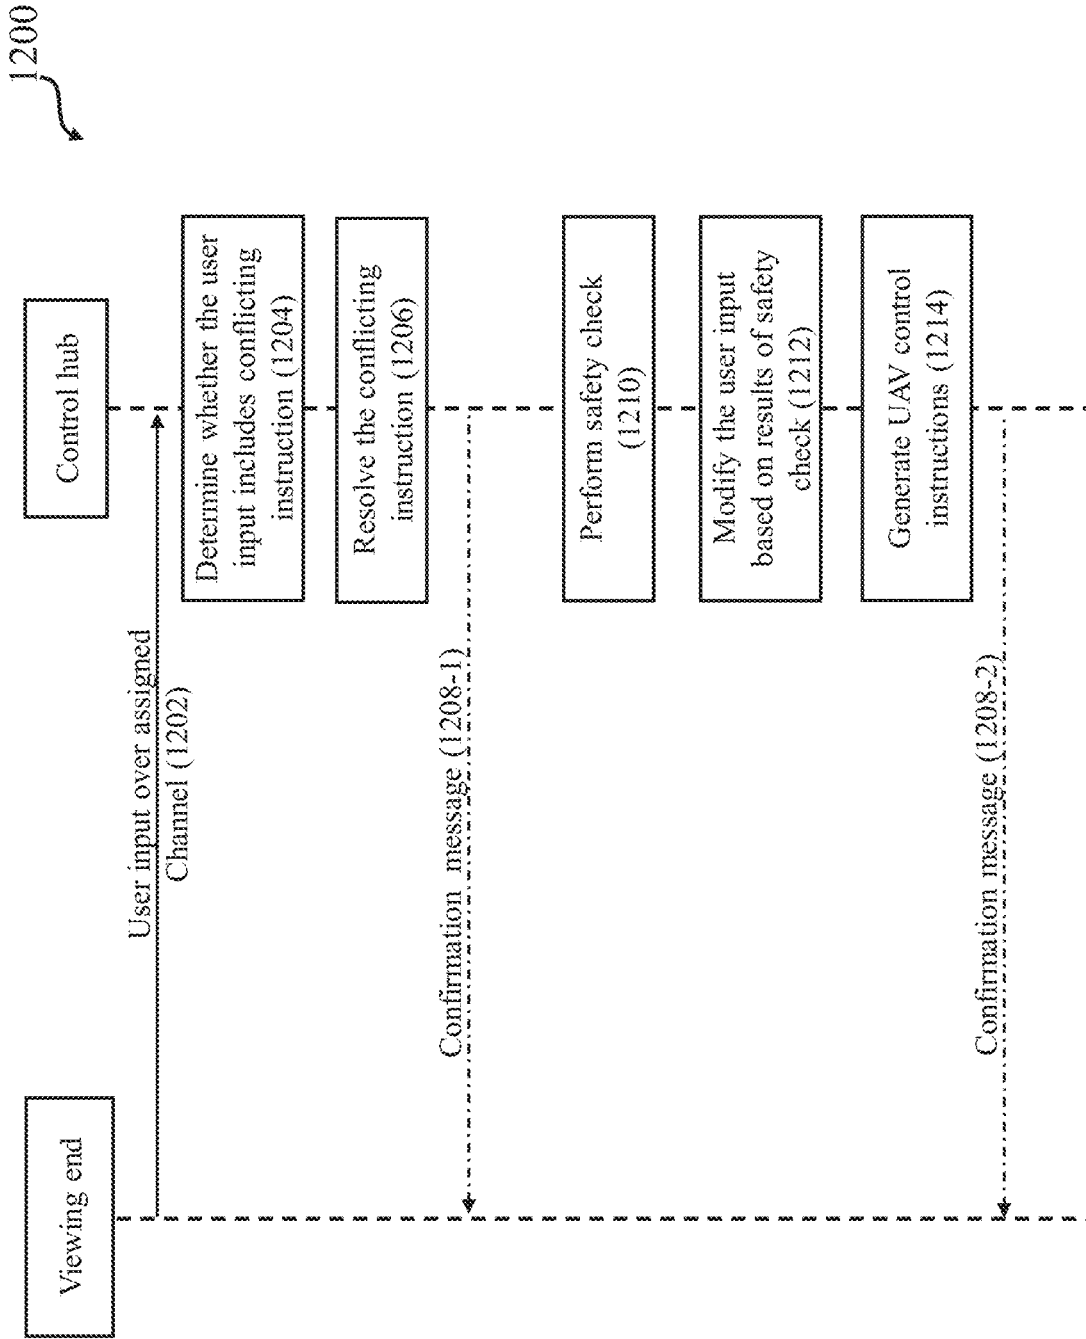 1200
Viewing end
Control hub
User input over assigned
Channel (1202)
Determine whether the user
input includes conflicting
instruction (1204)
Resolve the conflicting
instruction (1206)
Confirmation message (1208-1)
Perform safety check
(1210)
Modify the user input
based on results of safety
check (1212)
Generate UAV control
instructions (1214)
Confirmation message (1208-2)